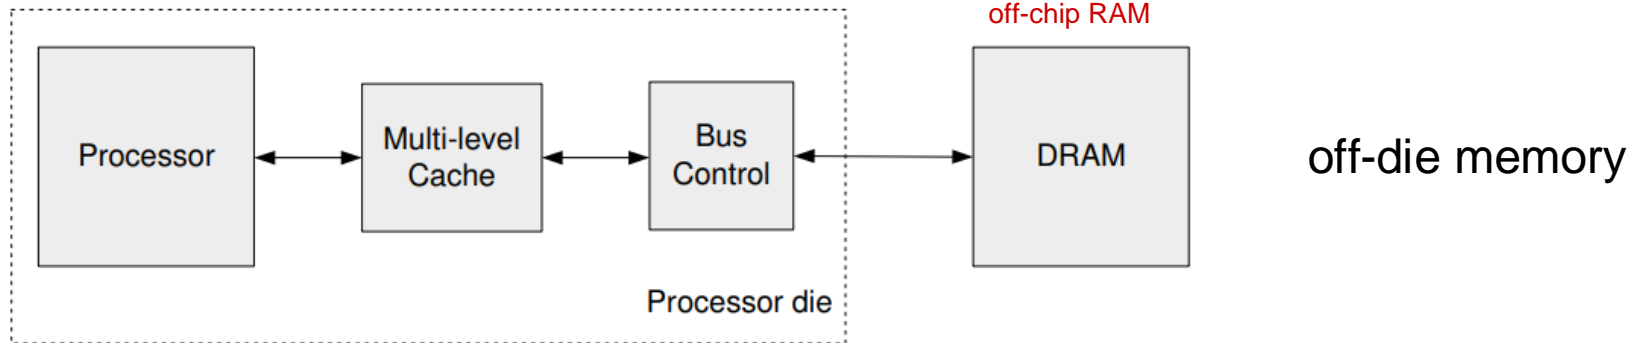 off-chip RAM
Processor
Multi-level
Cache
Bus
Control
DRAM
off-die memory
Processor die